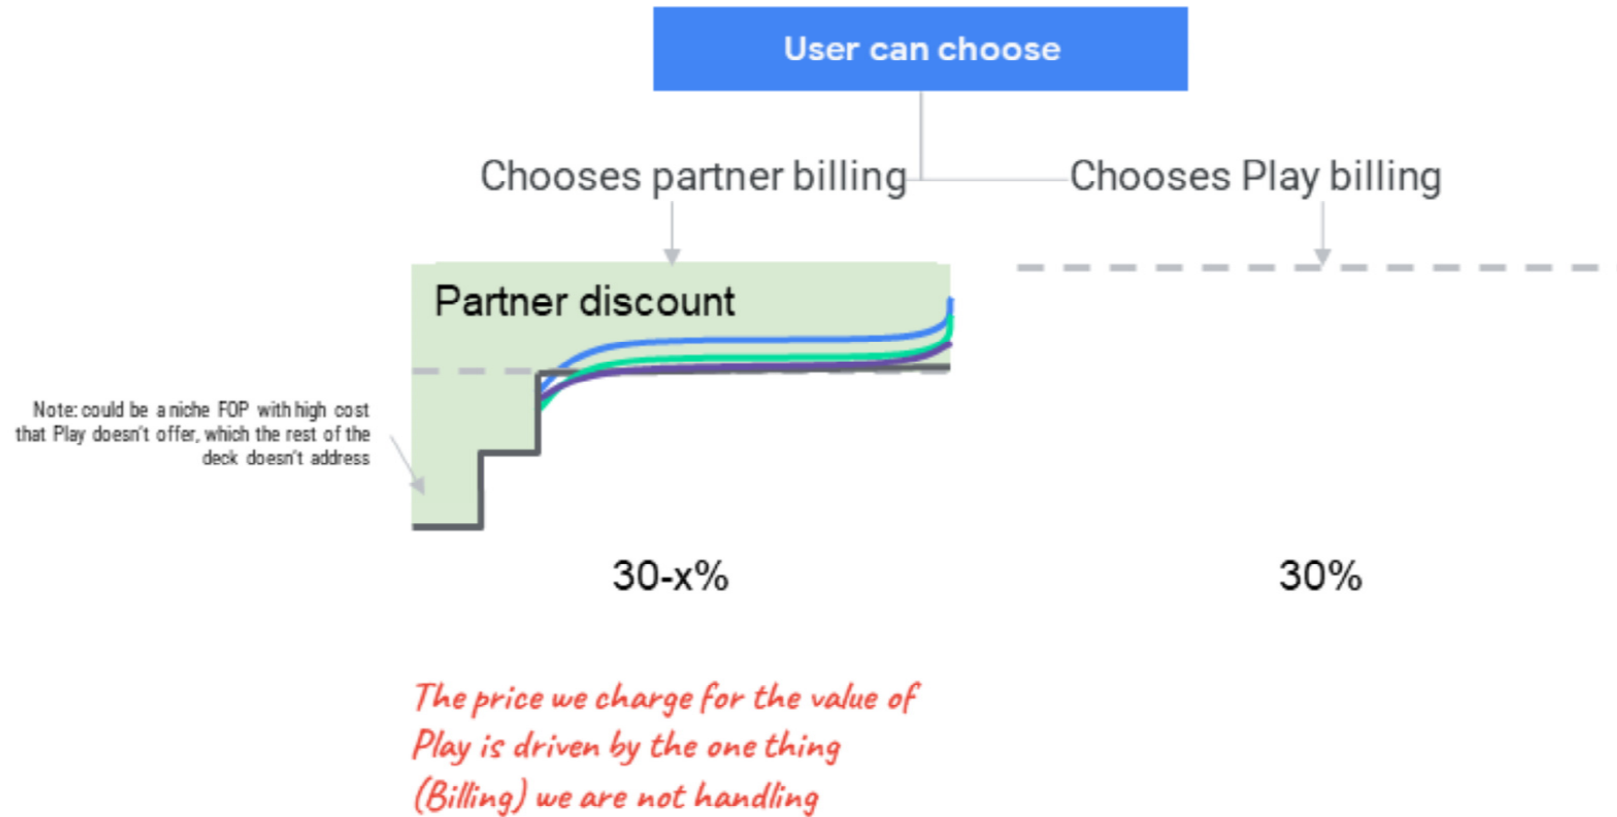 User can choose
Chooses partner billing
Chooses Play billing
Partner discount
Note: could be a niche FOP with high cost
that Play doesn't offer, which the rest of the
deck doesn't address
30-x%
30%
The price we charge for the value of
Play is driven by the one thing
(Billing) we are not handling